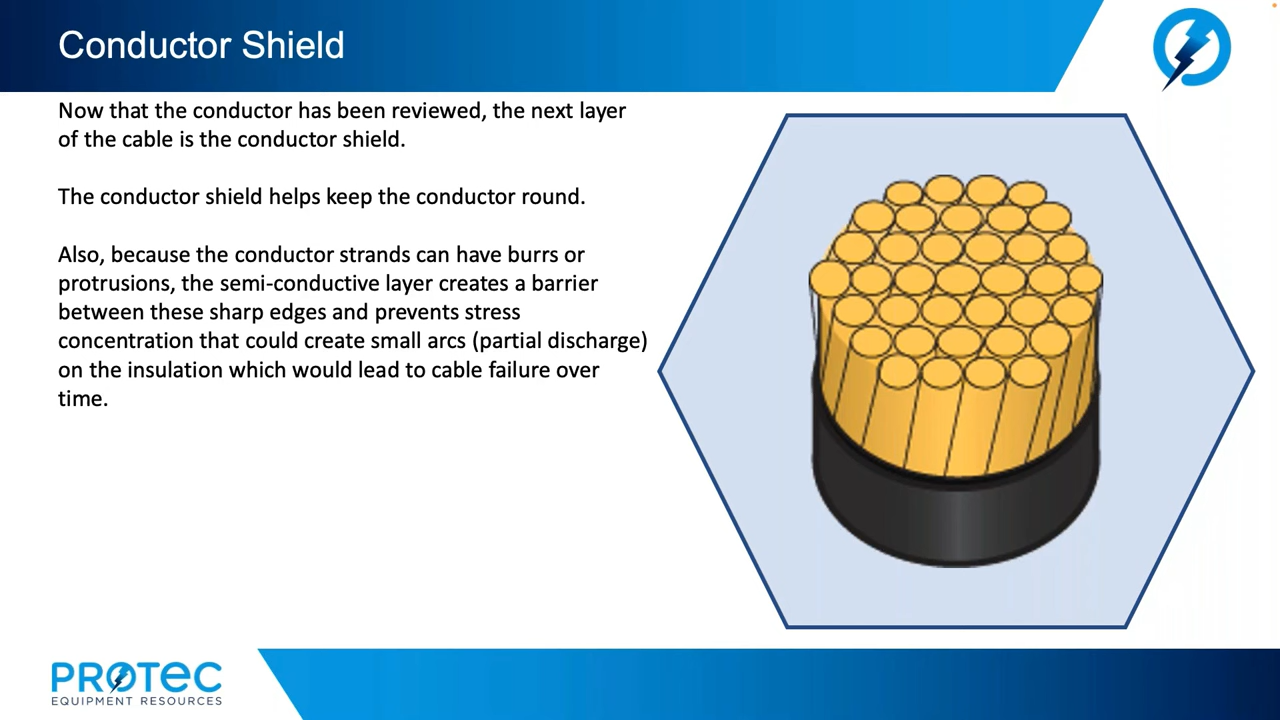 Conductor Shield
Now that the conductor has been reviewed, the next layer
of the cable is the conductor shield.
The conductor shield helps keep the conductor round.
Also, because the conductor strands can have burrs or
protrusions, the semi-conductive layer creates a barrier
between these sharp edges and prevents stress
concentration that could create small arcs (partial discharge)
on the insulation which would lead to cable failure over
time.
PROTEC
EQUIPMENT RESOURCES